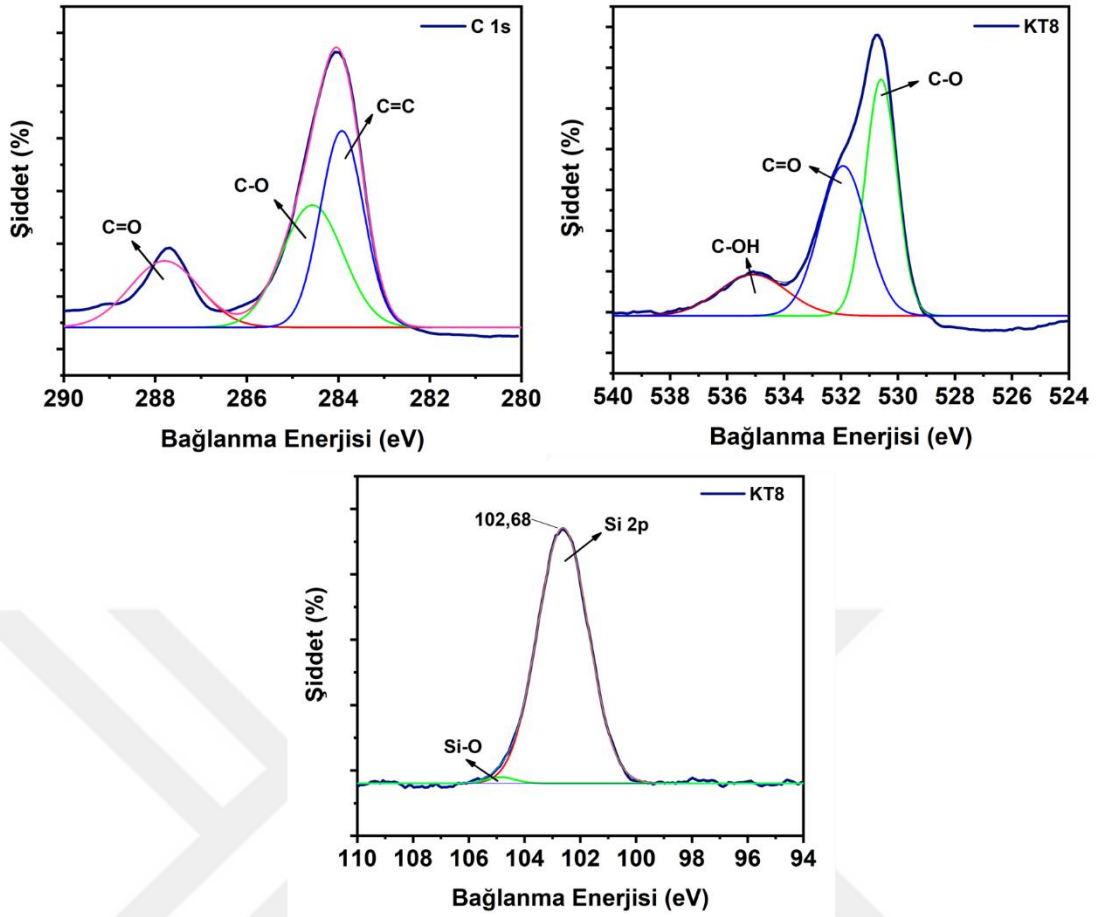 C 1s
C=C
C-O
C=O
Şiddet (%)
290 288 286 284 282 280
Bağlanma Enerjisi (eV)
KT8
C-O
C=O
C-OH
Şiddet (%)
540 538 536 534 532 530 528 526 524
Bağlanma Enerjisi (eV)
KT8
102,68
Si 2p
Si-O
Şiddet (%)
110 108 106 104 102 100 98 96 94
Bağlanma Enerjisi (eV)